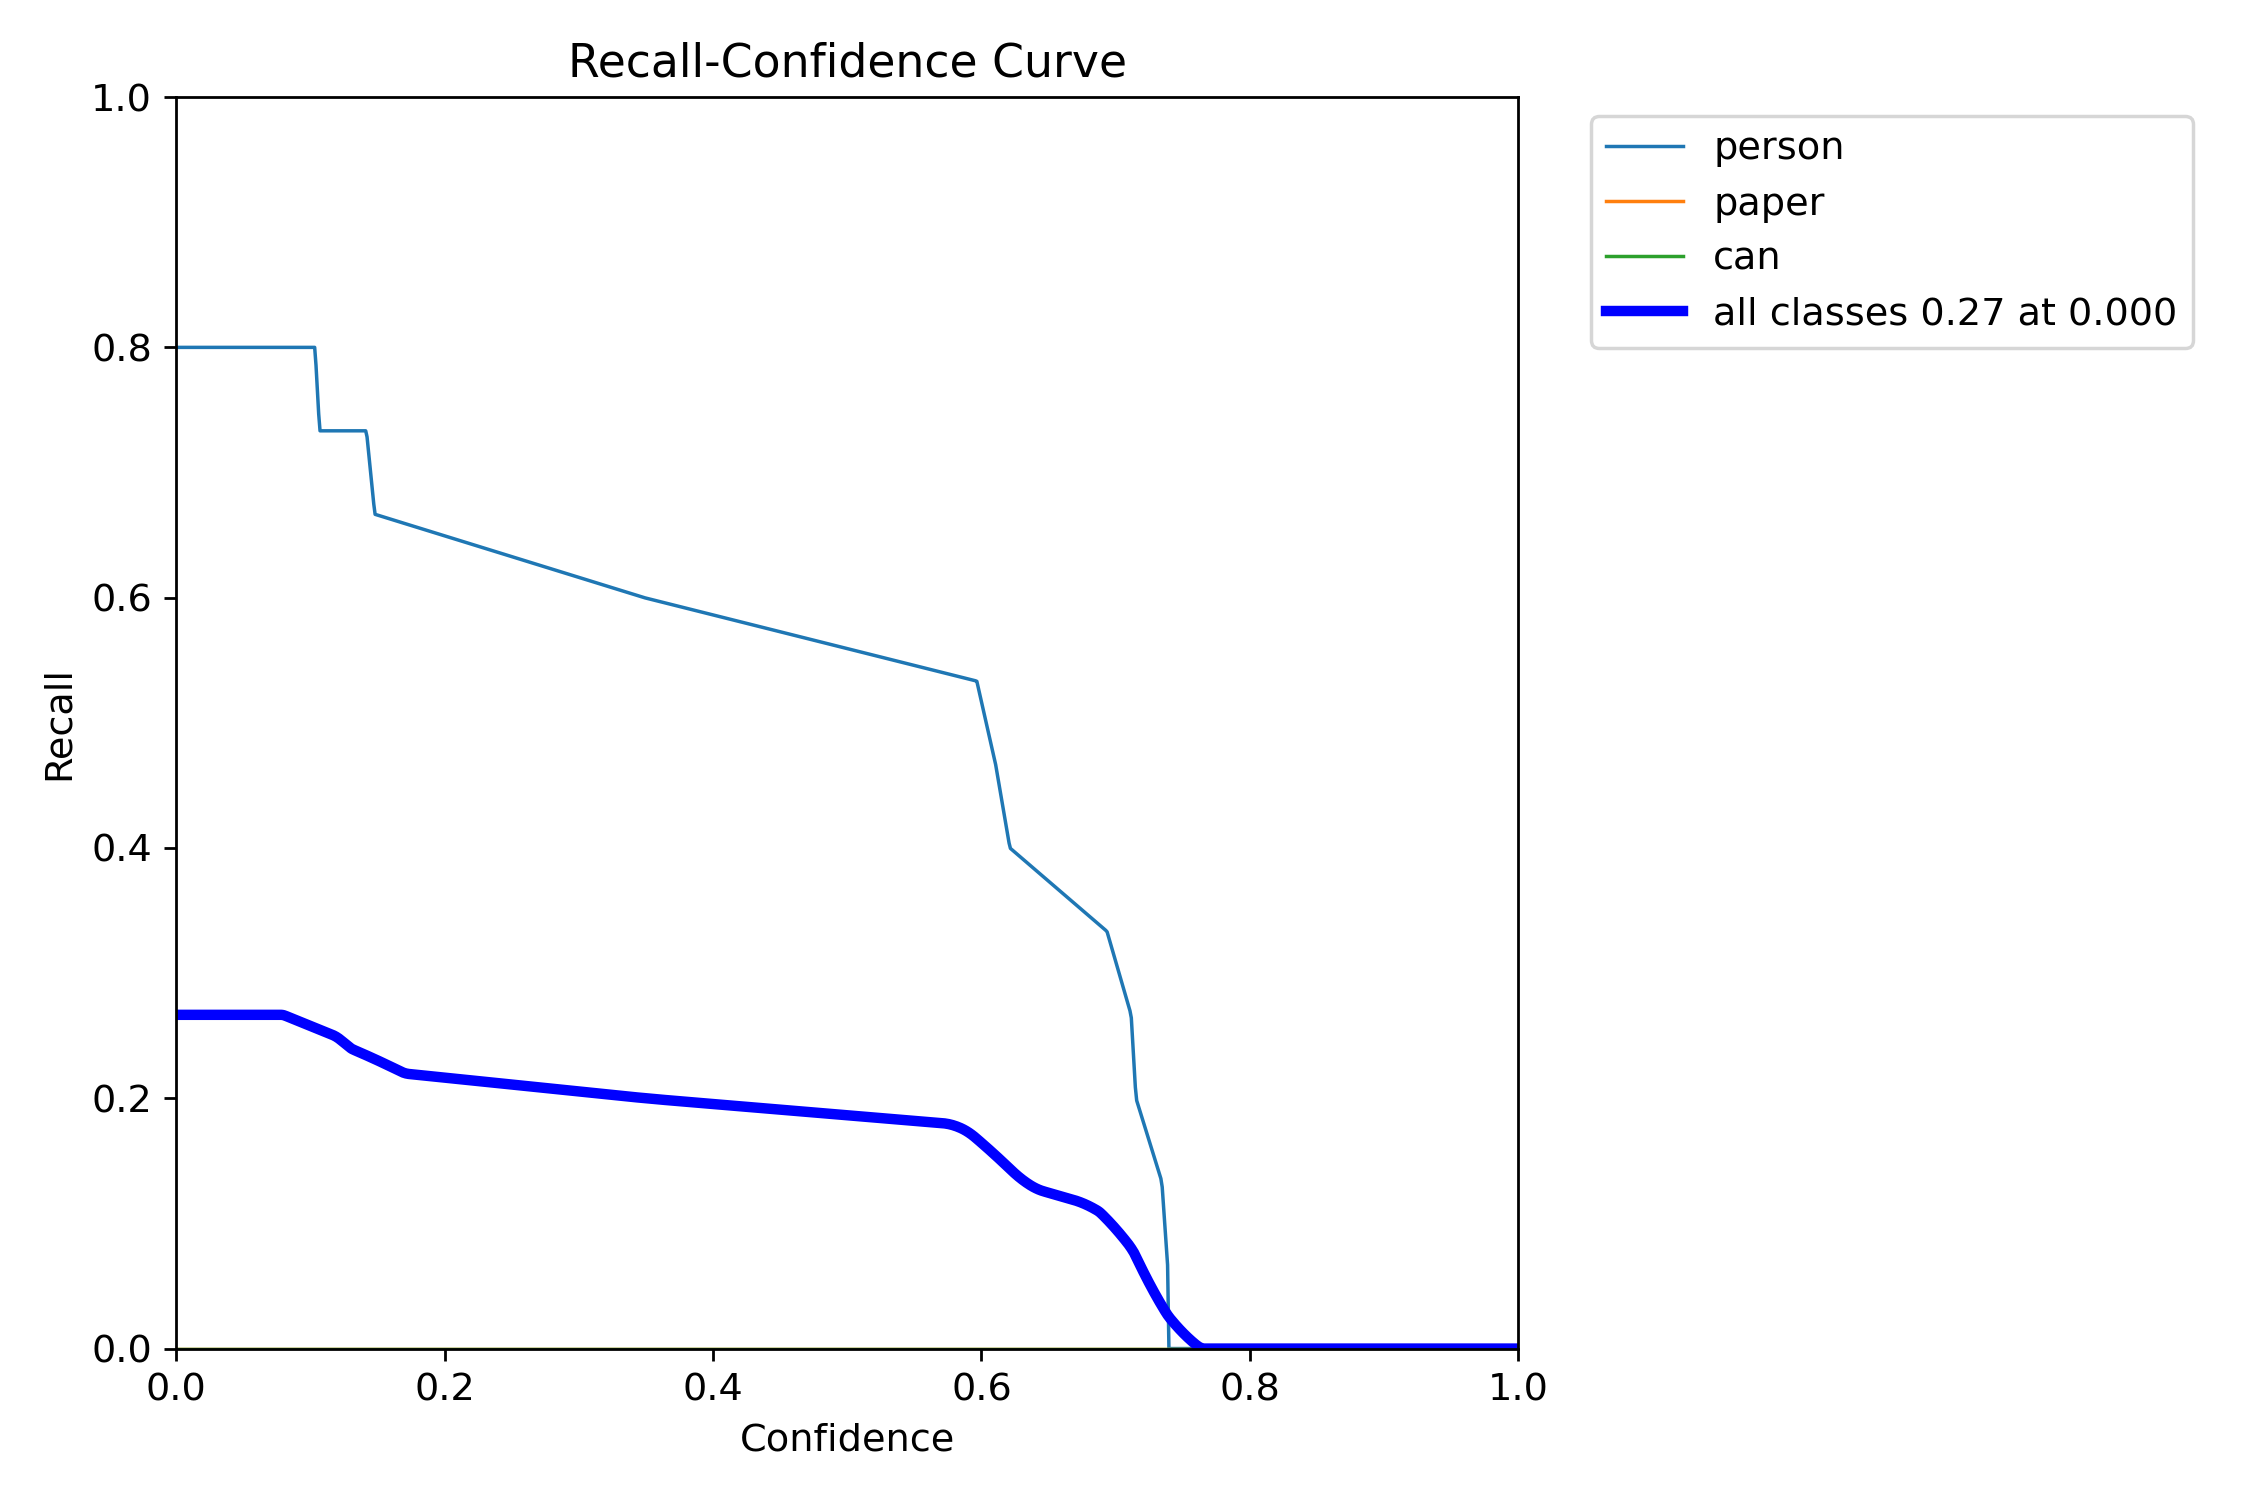 Recall-Confidence Curve
1.0
0.8
0.6
0.4
0.2
0.0
Recall
0.0 0.2 0.4 0.6 0.8 1.0
Confidence
person
paper
can
all classes 0.27 at 0.000